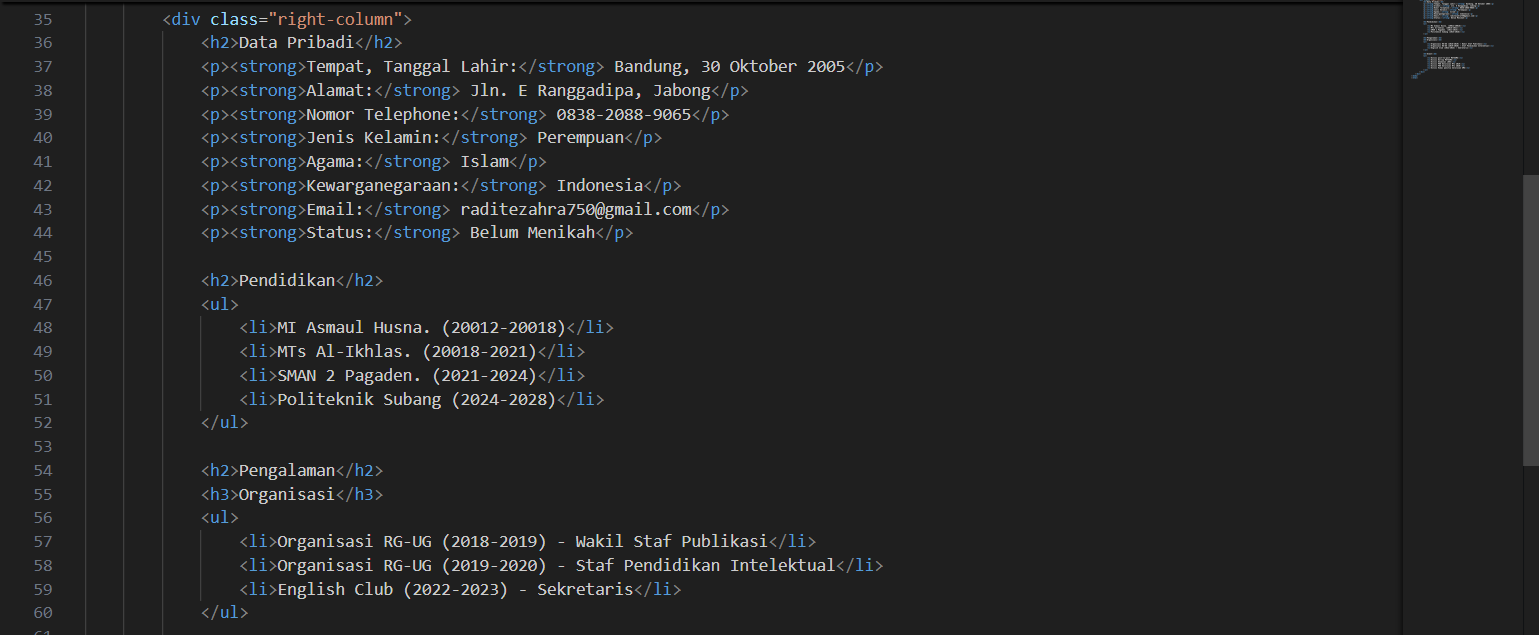 35 <div class="right-column">
36 <h2>Data Pribadi</h2>
37 <p><strong>Tempat, Tanggal Lahir:</strong> Bandung, 30 Oktober 2005</p>
38 <p><strong>Alamat:</strong> Jln. E Ranggadipa, Jabong</p>
39 <p><strong>Nomor Telephone:</strong> 0838-2088-9065</p>
40 <p><strong>Jenis Kelamin:</strong> Perempuan</p>
41 <p><strong>Agama:</strong> Islam</p>
42 <p><strong>Kewarganegaraan:</strong> Indonesia</p>
43 <p><strong>Email:</strong> raditezahra750@gmail.com</p>
44 <p><strong>Status:</strong> Belum Menikah</p>
45
46 <h2>Pendidikan</h2>
47 <ul>
48 <li>MI Asmaul Husna. (20012-20018)</li>
49 <li>MTs Al-Ikhlas. (20018-2021)</li>
50 <li>SMAN 2 Pagaden. (2021-2024)</li>
51 <li>Politeknik Subang (2024-2028)</li>
52 </ul>
53
54 <h2>Pengalaman</h2>
55 <h3>Organisasi</h3>
56 <ul>
57 <li>Organisasi RG-UG (2018-2019) - Wakil Staf Publikasi</li>
58 <li>Organisasi RG-UG (2019-2020) - Staf Pendidikan Intelektual</li>
59 <li>English Club (2022-2023) - Sekretaris</li>
60 </ul>
61